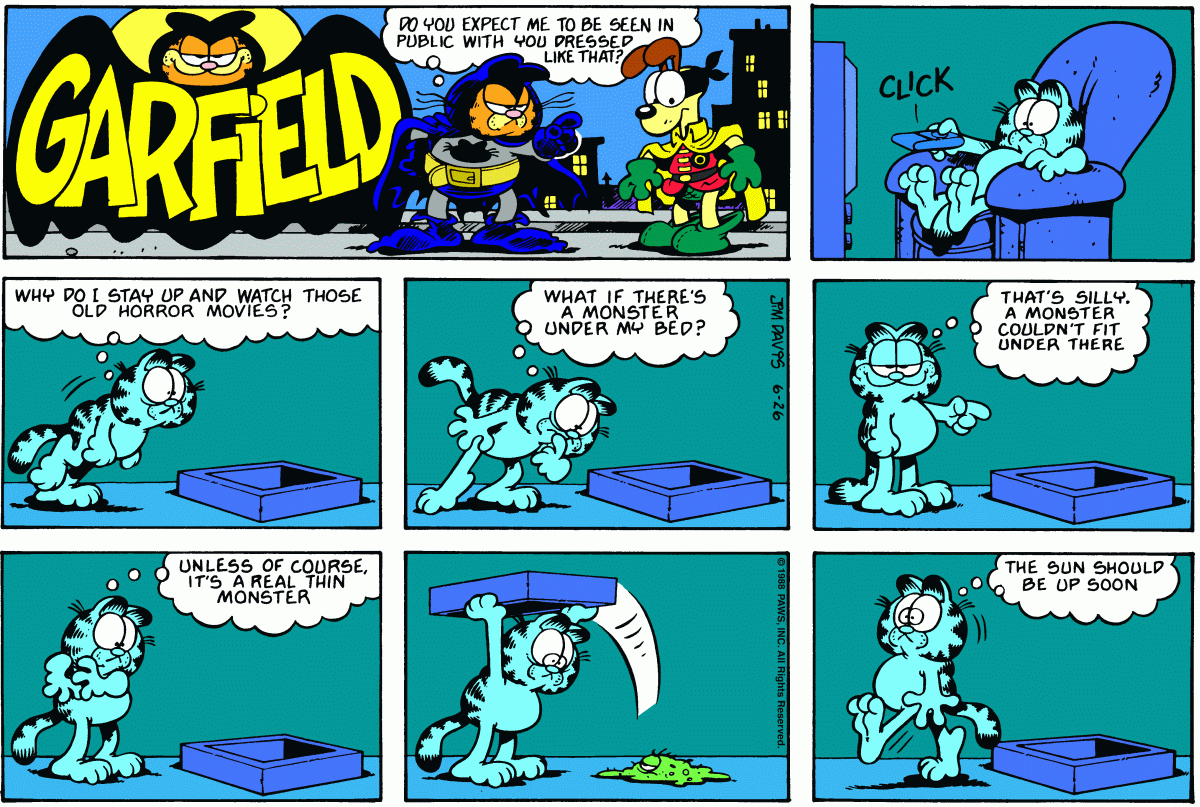 GARFIELD
DO YOU EXPECT ME TO BE SEEN IN
PUBLIC WITH YOU DRESSED
LIKE THAT?
CLICK
WHY DO I STAY UP AND WATCH THOSE
OLD HORROR MOVIES?
WHAT IF THERE'S
A MONSTER
UNDER MY BED?
JIM DAVIS 6-26
THAT'S SILLY.
A MONSTER
COULDN'T FIT
UNDER THERE
UNLESS OF COURSE,
IT'S A REAL THIN
MONSTER
© 1988 PAWS, INC. All Rights Reserved.
THE SUN SHOULD
BE UP SOON